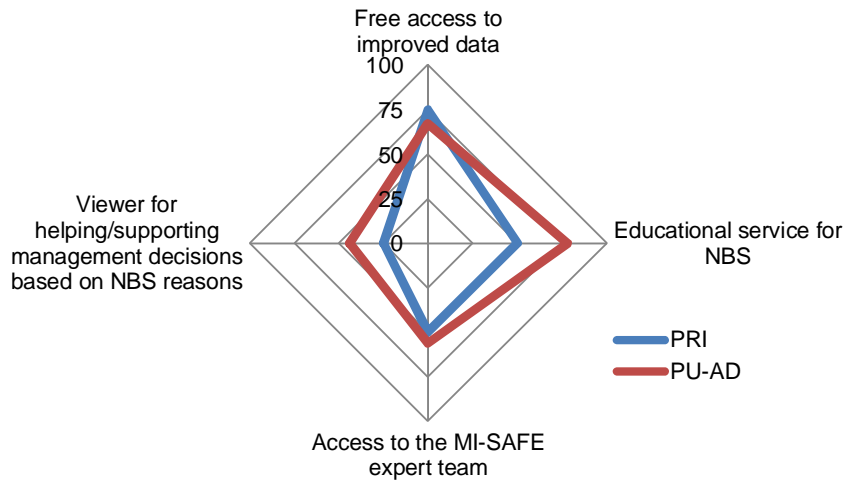 Free access to
improved data
100
75
50
25
0
Viewer for
helping/supporting
management decisions
based on NBS reasons
Educational service for
NBS
PRI
PU-AD
Access to the MI-SAFE
expert team